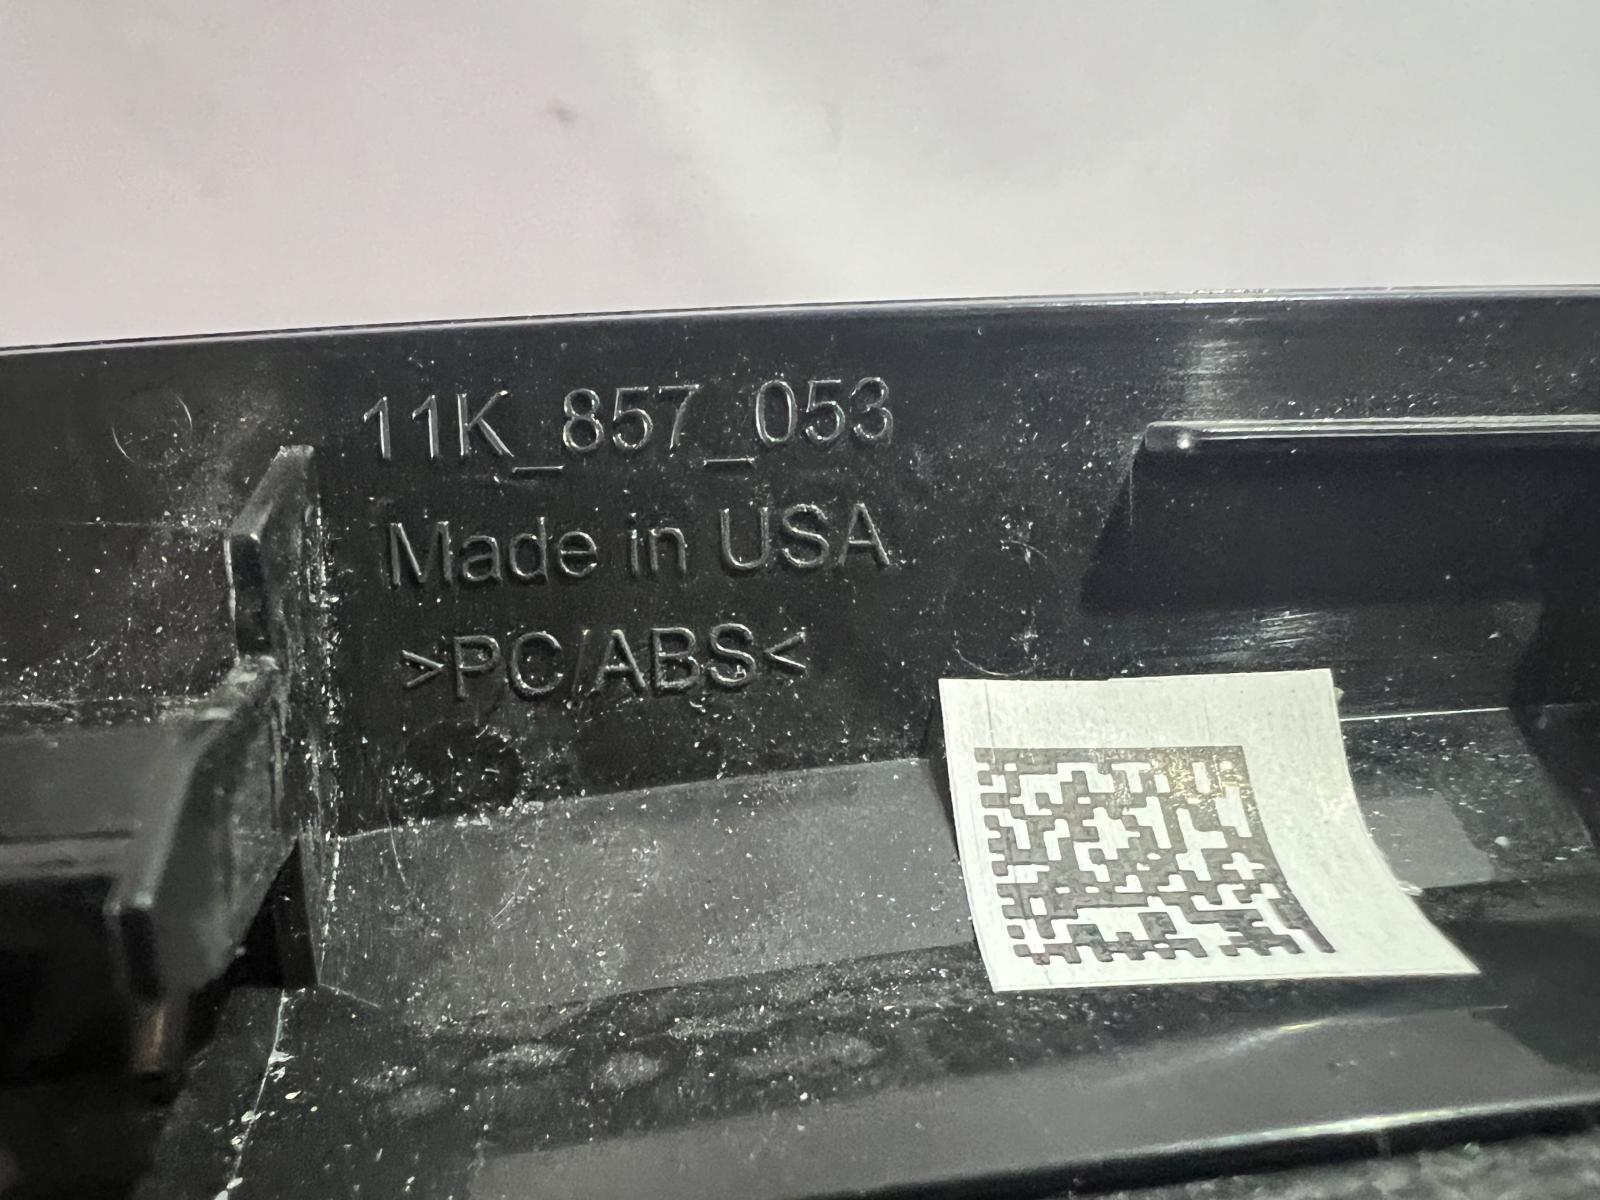 11K_857_053
Made in USA
>PC/ABS<